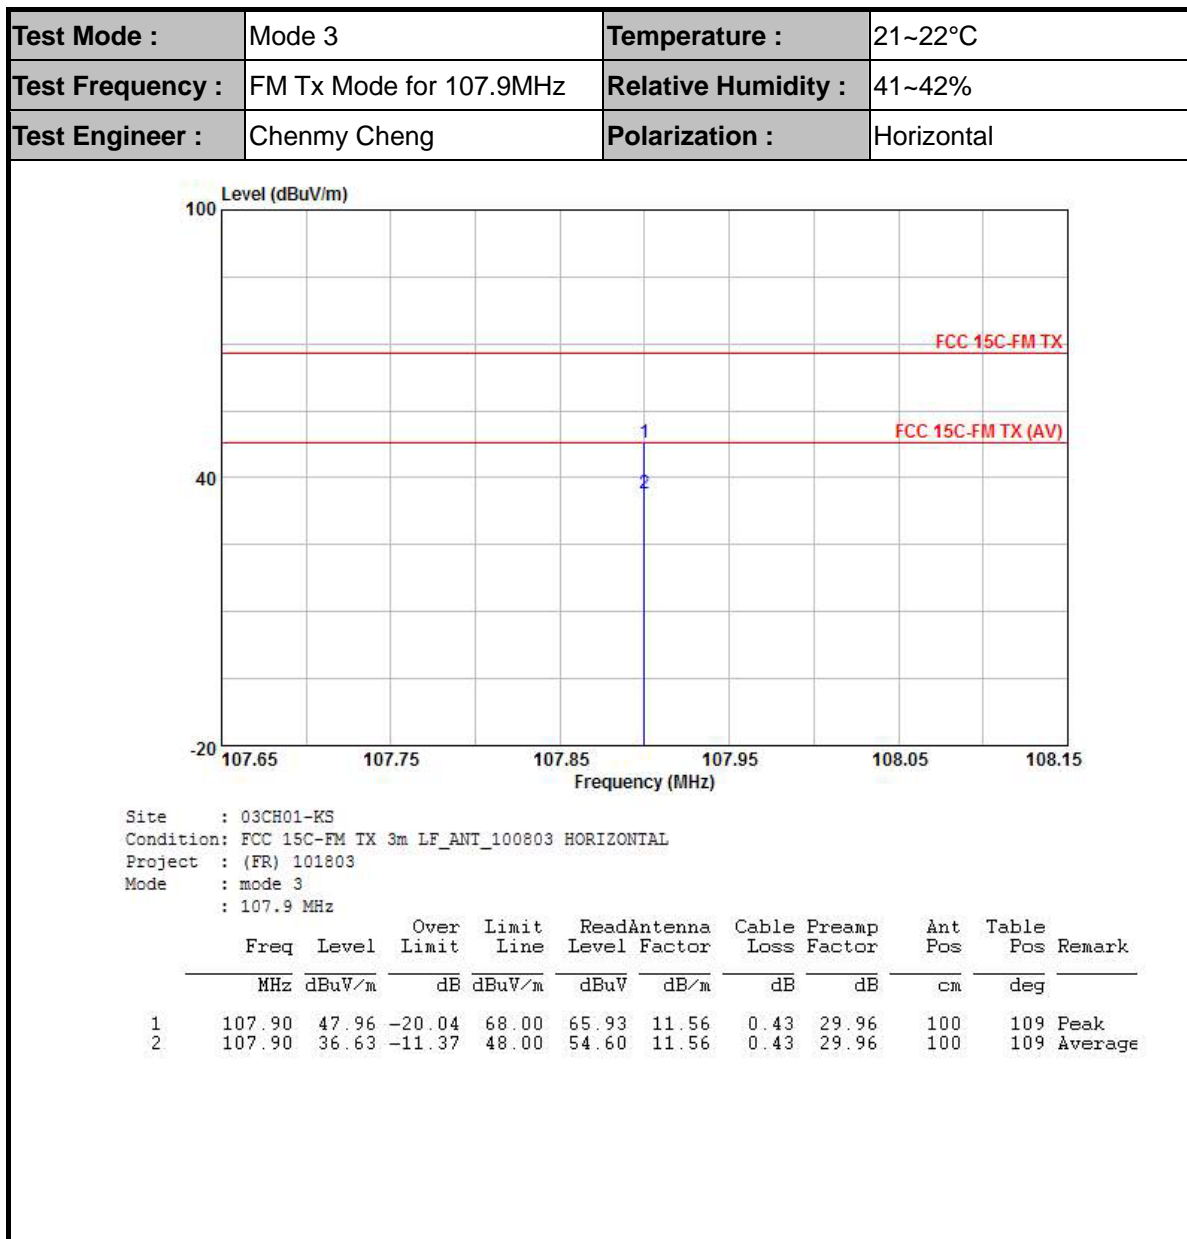 Test Mode : Mode 3 Temperature : 21~22°C
Test Frequency : FM Tx Mode for 107.9MHz Relative Humidity : 41~42%
Test Engineer : Chenmy Cheng Polarization : Horizontal
Level (dBuV/m)
100
FCC 15C-FM TX
1
FCC 15C-FM TX (AV)
40
2
-20
107.65 107.75 107.85 107.95 108.05 108.15
Frequency (MHz)
Site : 03CH01-KS
Condition: FCC 15C-FM TX 3m LF_ANT_100803 HORIZONTAL
Project : (FR) 101803
Mode : mode 3
: 107.9 MHz
Over Limit ReadAntenna Cable Preamp Ant Table
Freq Level Limit Line Level Factor Loss Factor Pos Pos Remark
MHz dBuV/m dB dBuV/m dBuV dB/m dB dB cm deg
1 107.90 47.96 -20.04 68.00 65.93 11.56 0.43 29.96 100 109 Peak
2 107.90 36.63 -11.37 48.00 54.60 11.56 0.43 29.96 100 109 Average